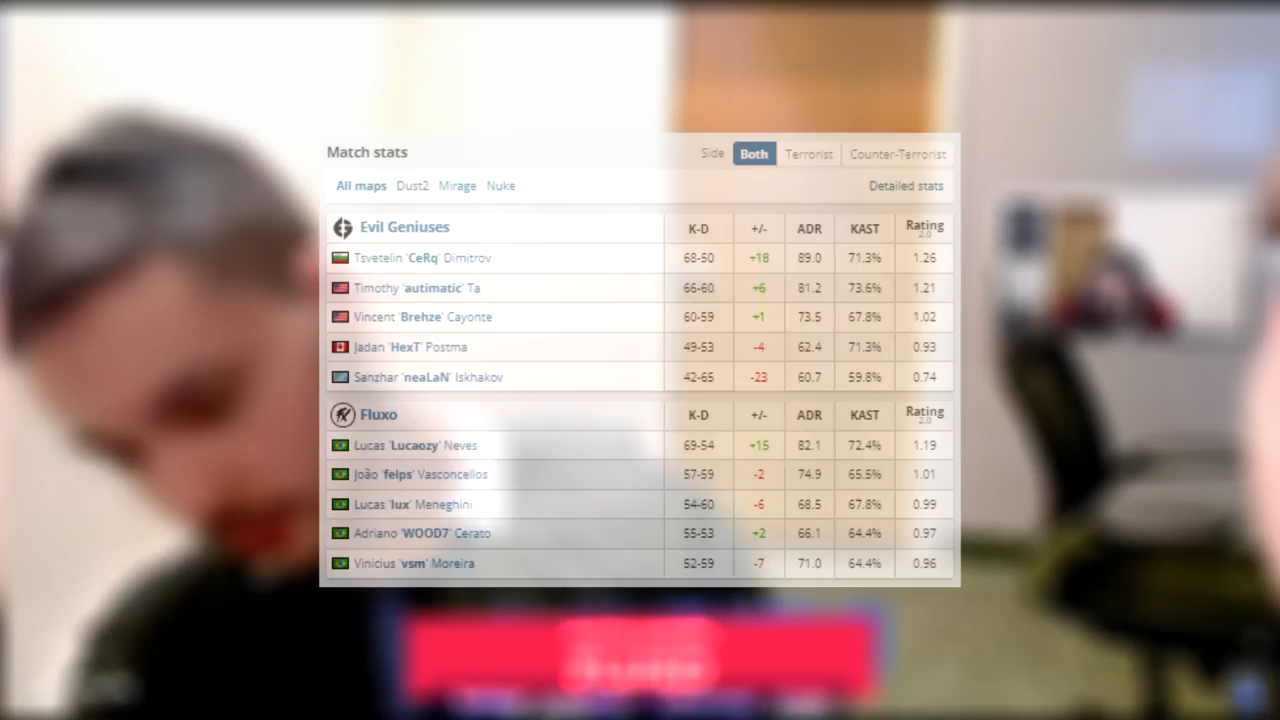 Match stats Side Both Terrorist Counter-Terrorist
All maps Dust2 Mirage Nuke Detailed stats
Evil Geniuses K-D +/- ADR KAST Rating 2.0
Tsvetelin 'CeRq' Dimitrov 68-50 +18 89.0 71.3% 1.26
Timothy 'autimatic' Ta 66-60 +6 81.2 73.6% 1.21
Vincent 'Brehze' Cayonte 60-59 +1 73.5 67.8% 1.02
Jadan 'HexT' Postma 49-53 -4 62.4 71.3% 0.93
Sanzhar 'neaLaN' Iskhakov 42-65 -23 60.7 59.8% 0.74
Fluxo K-D +/- ADR KAST Rating 2.0
Lucas 'Lucaozy' Neves 69-54 +15 82.1 72.4% 1.19
João 'felps' Vasconcellos 57-59 -2 74.9 65.5% 1.01
Lucas 'lux' Meneghini 54-60 -6 68.5 67.8% 0.99
Adriano 'WOOD7' Cerato 55-53 +2 66.1 64.4% 0.97
Vinicius 'vsm' Moreira 52-59 -7 71.0 64.4% 0.96